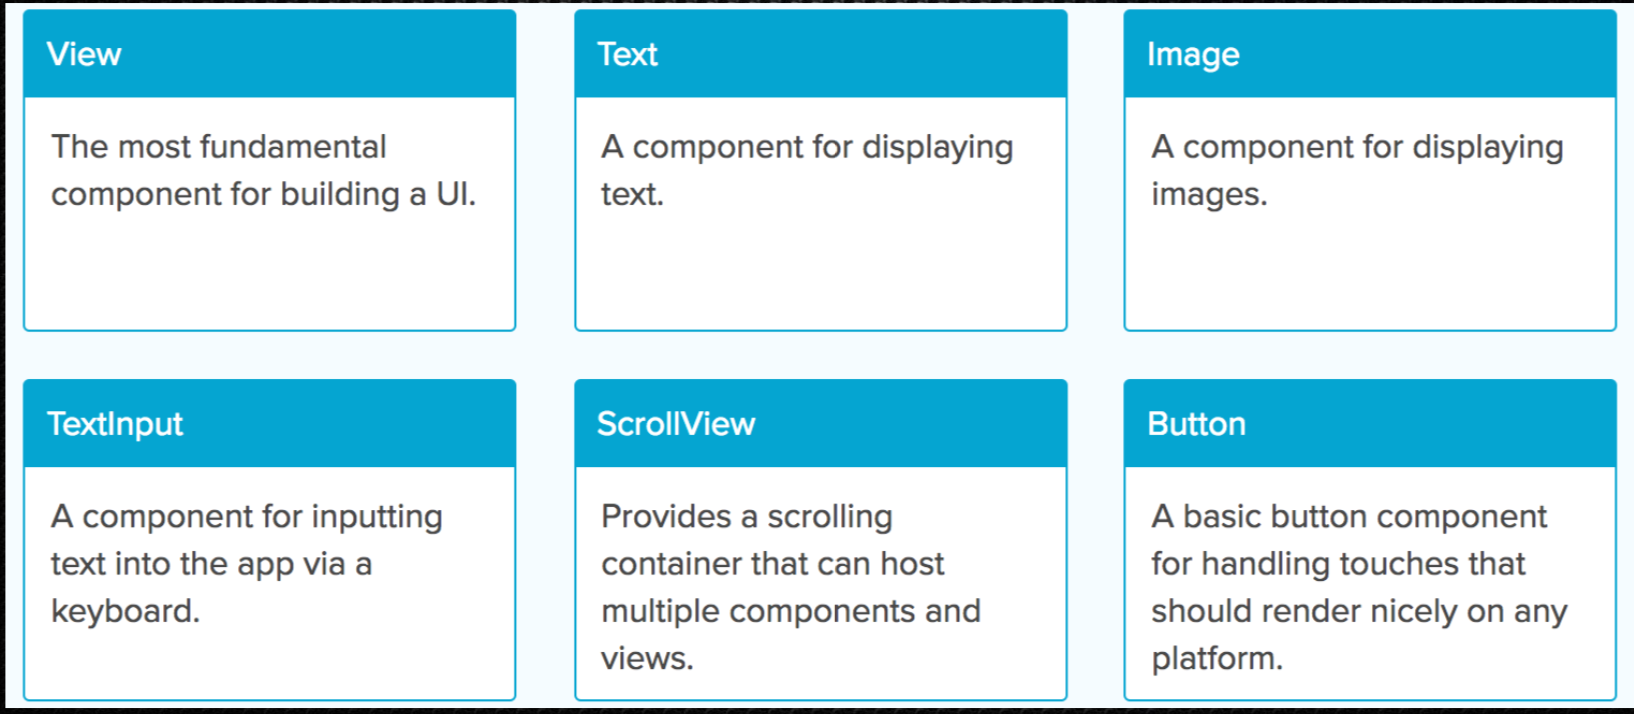 View
The most fundamental
component for building a UI.
Text
A component for displaying
text.
Image
A component for displaying
images.
TextInput
A component for inputting
text into the app via a
keyboard.
ScrollView
Provides a scrolling
container that can host
multiple components and
views.
Button
A basic button component
for handling touches that
should render nicely on any
platform.